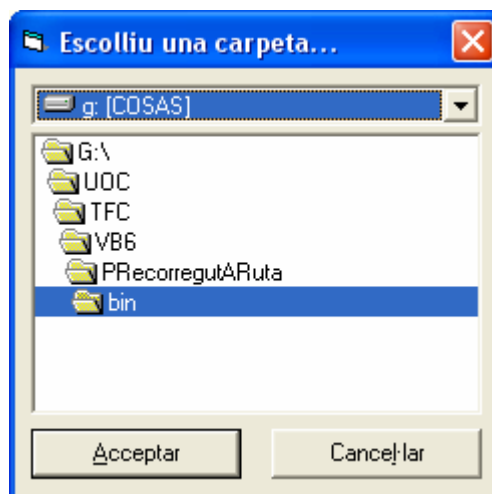 Escolliu una carpeta...
g: [COSAS]
G:\
UOC
TFC
VB6
PRecorregutARuta
bin
Acceptar
Cancel·lar